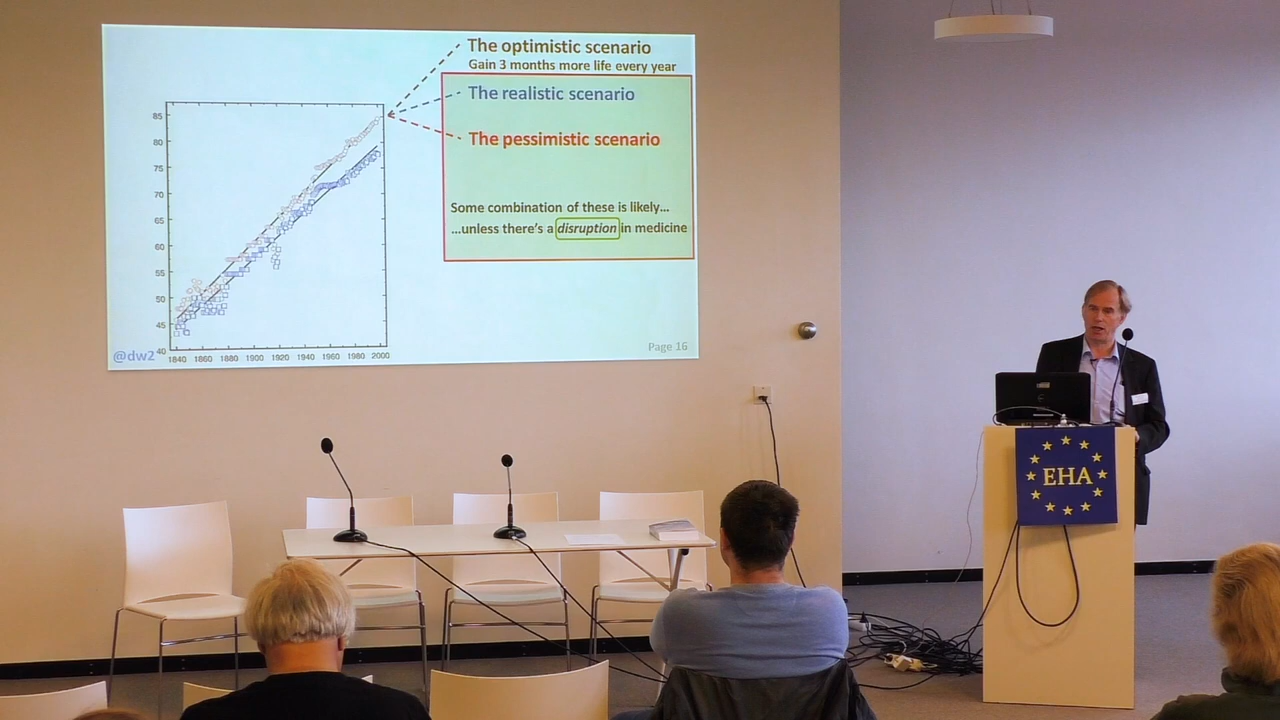 The optimistic scenario
Gain 3 months more life every year
The realistic scenario
The pessimistic scenario
Some combination of these is likely...
...unless there's a disruption in medicine
85
80
75
70
65
60
55
50
45
40
1840 1860 1880 1900 1920 1940 1960 1980 2000
@dw2
Page 16
EHA